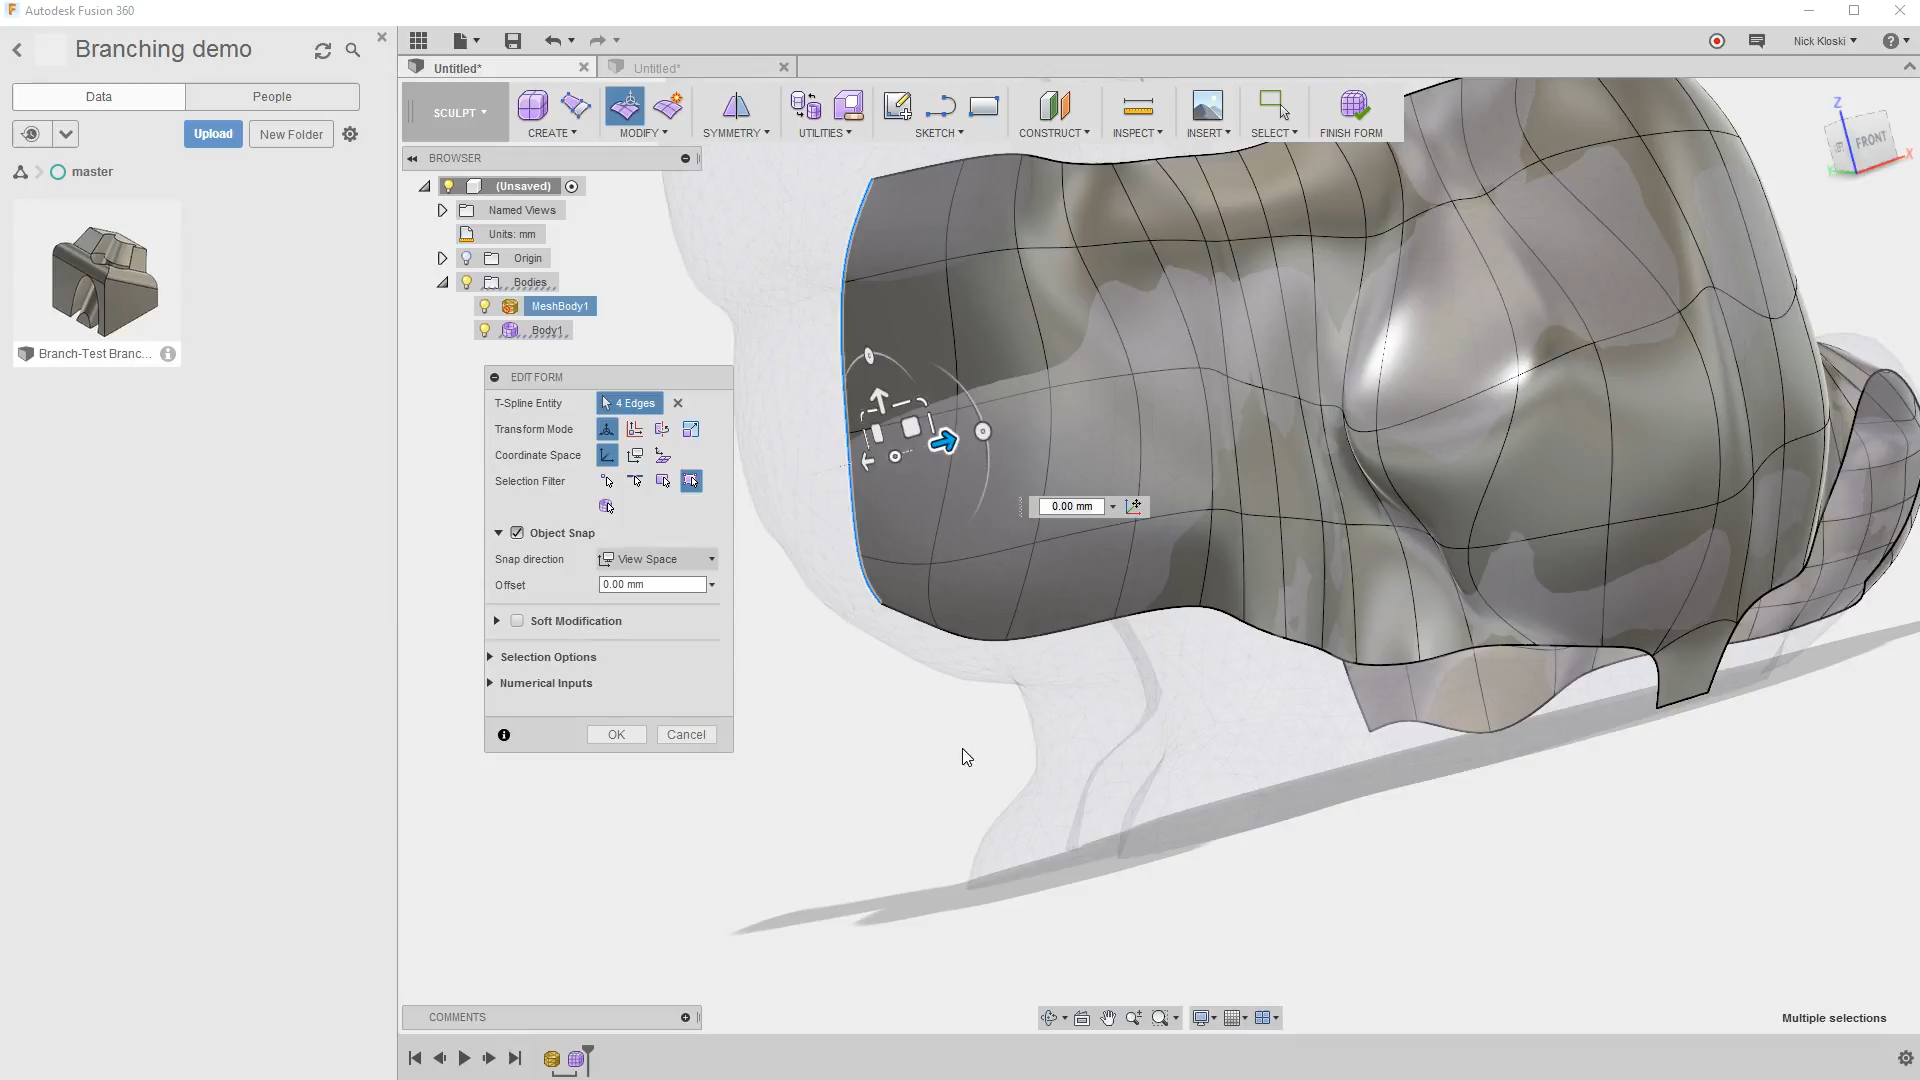 Autodesk Fusion 360
Branching demo
Data
People
Upload
New Folder
master
Branch-Test Branc...
Nick Kloski
Untitled*
Untitled*
SCULPT
CREATE
MODIFY
SYMMETRY
UTILITIES
SKETCH
CONSTRUCT
INSPECT
INSERT
SELECT
FINISH FORM
BROWSER
(Unsaved)
Named Views
Units: mm
Origin
Bodies
MeshBody1
Body1
EDIT FORM
T-Spline Entity
4 Edges
Transform Mode
Coordinate Space
Selection Filter
Object Snap
Snap direction
View Space
Offset
0.00 mm
Soft Modification
Selection Options
Numerical Inputs
OK
Cancel
0.00 mm
Z
FRONT
X
COMMENTS
Multiple selections